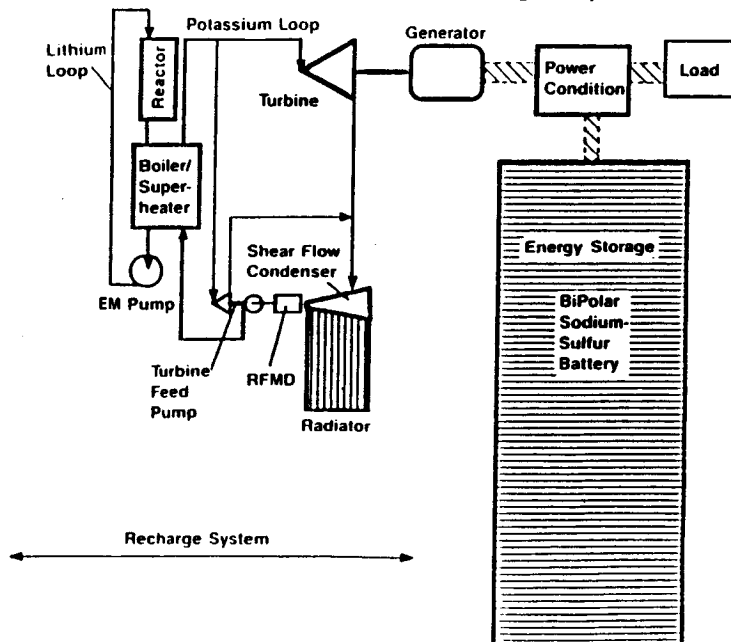 Potassium Loop
Lithium
Loop
Reactor
Turbine
Generator
Power
Condition
Load
Boiler/
Super-
heater
EM Pump
Shear Flow
Condenser
Turbine
Feed
Pump
RFMD
Radiator
Energy Storage
BiPolar
Sodium-
Sulfur
Battery
Recharge System